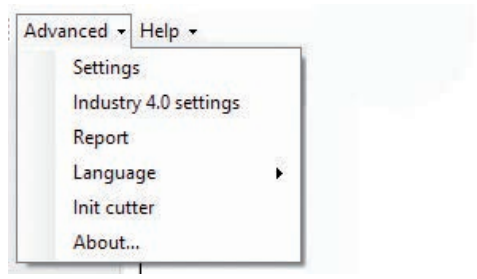 Advanced Help
Settings
Industry 4.0 settings
Report
Language
Init cutter
About...